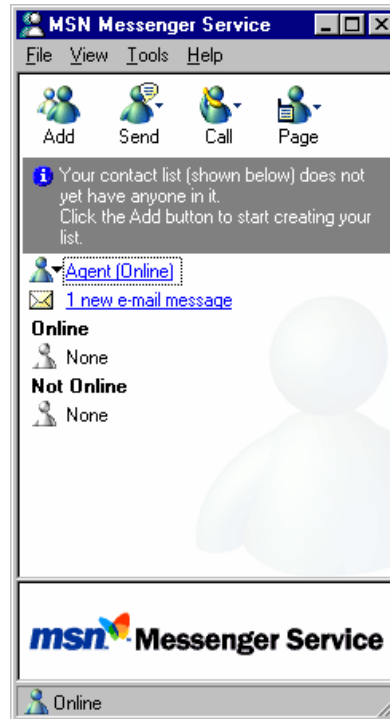 MSN Messenger Service
File View Tools Help
Add Send Call Page
Your contact list (shown below) does not
yet have anyone in it.
Click the Add button to start creating your
list.
Agent (Online)
1 new e-mail message
Online
None
Not Online
None
msn Messenger Service
Online